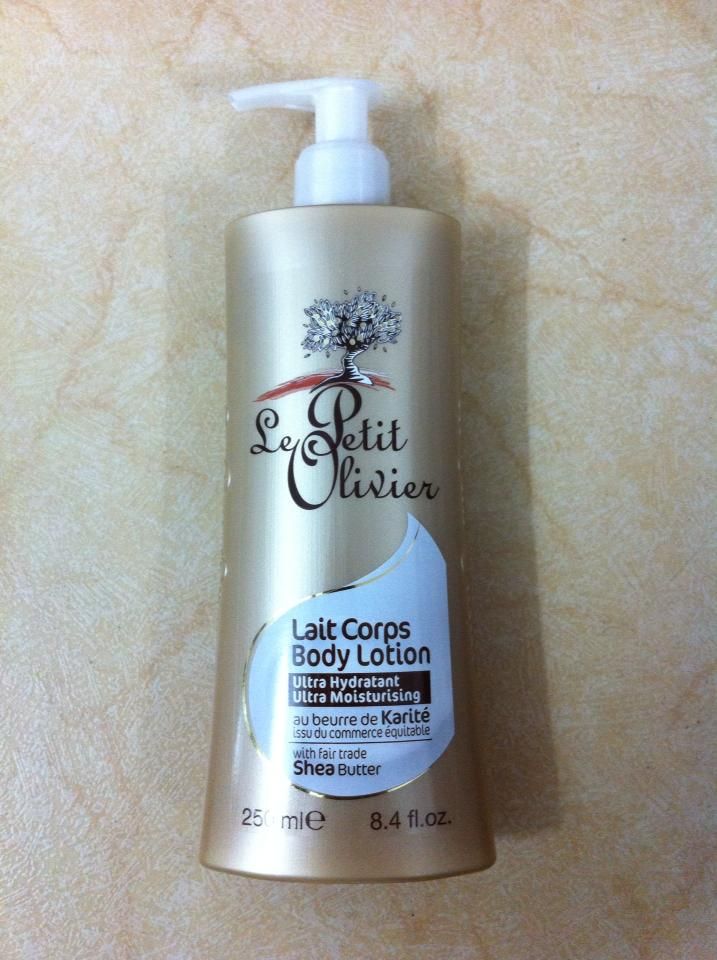 Le Petit
Olivier
Lait Corps
Body Lotion
Ultra Hydratant
Ultra Moisturising
au beurre de Karité
issu du commerce équitable
with fair trade
Shea Butter
250 ml℮ 8.4 fl.oz.